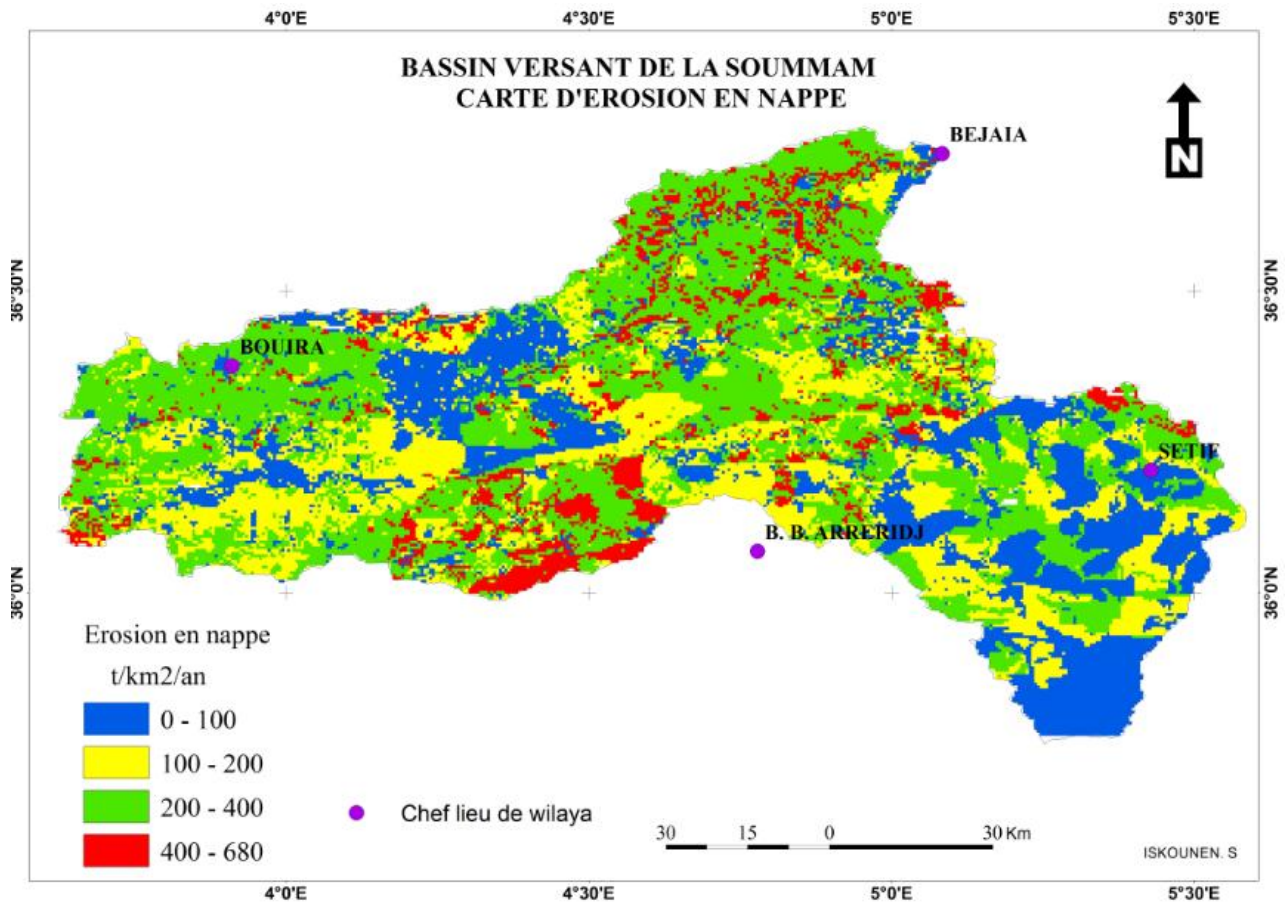 4°0'E 4°30'E 5°0'E 5°30'E
BASSIN VERSANT DE LA SOUMMAM
CARTE D'EROSION EN NAPPE
BEJAIA
N
36°30'N 36°30'N
BOUIRA
SETIF
B. B. ARRERIDJ
36°0'N 36°0'N
Erosion en nappe
t/km2/an
0 - 100
100 - 200
200 - 400
400 - 680
Chef lieu de wilaya
30 15 0 30 Km
ISKOUNEN. S
4°0'E 4°30'E 5°0'E 5°30'E